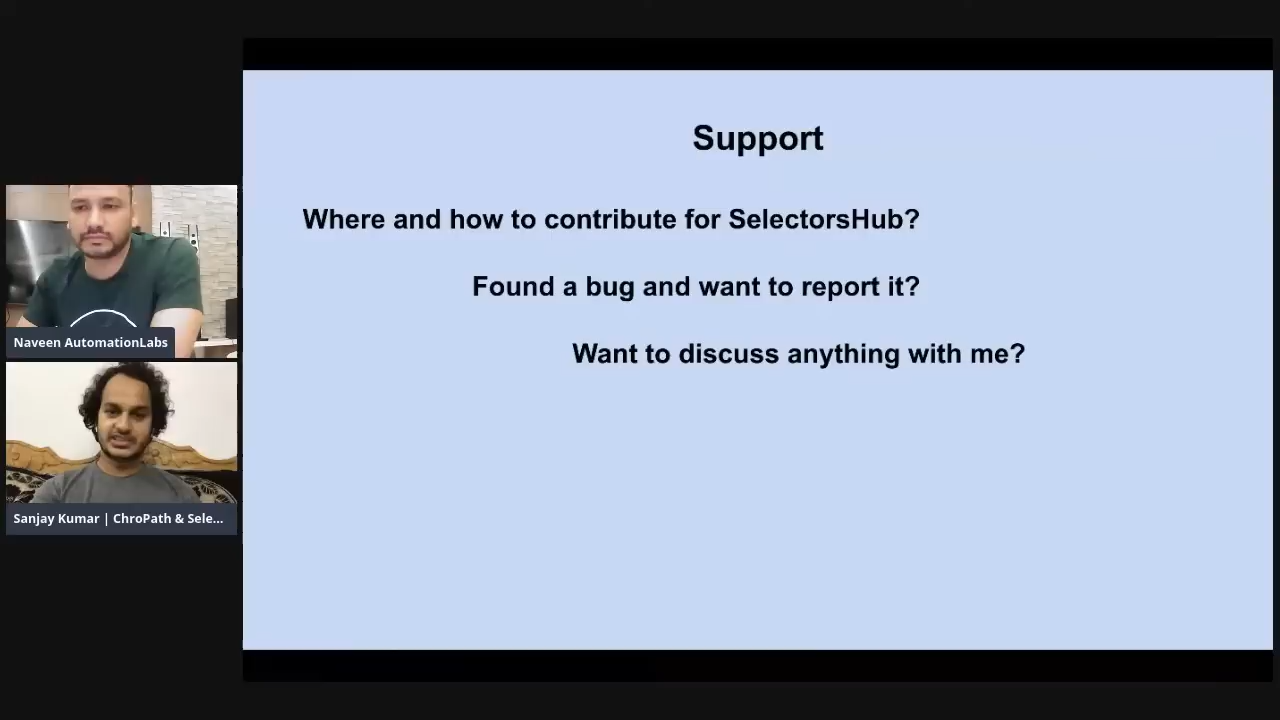 Support
Where and how to contribute for SelectorsHub?
Found a bug and want to report it?
Want to discuss anything with me?
Naveen AutomationLabs
Sanjay Kumar | ChroPath & Sele...